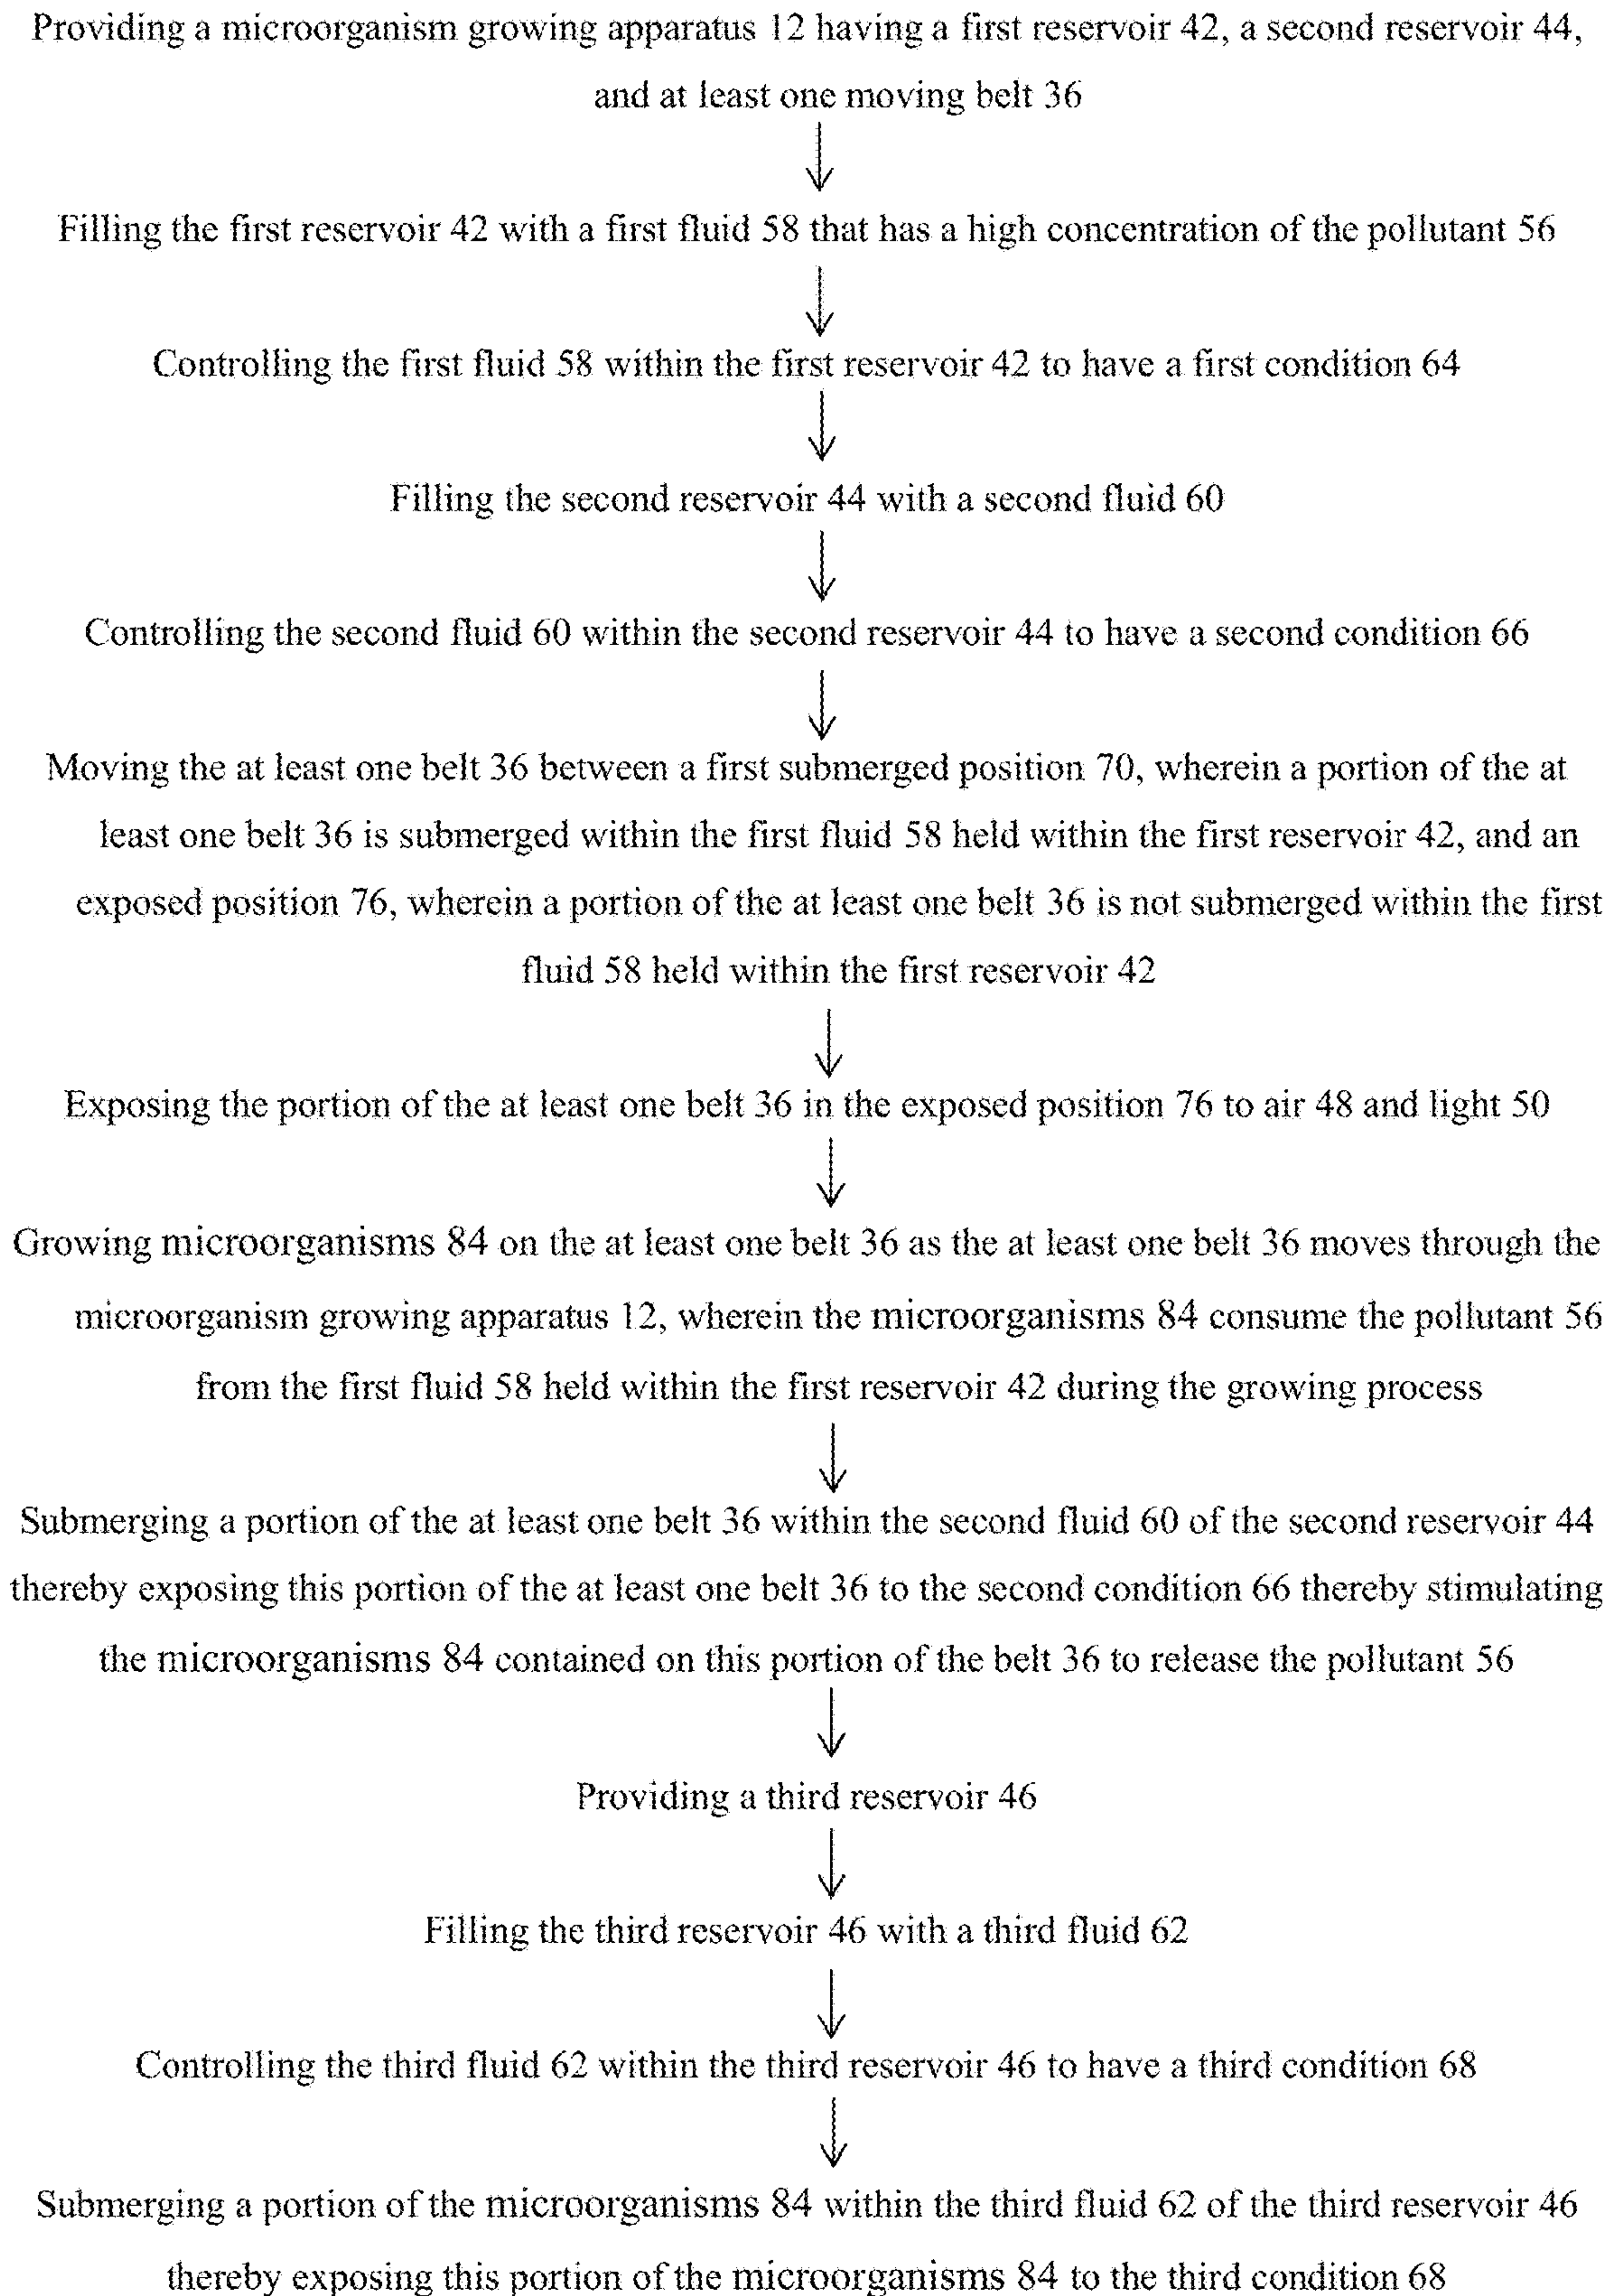 Providing a microorganism growing apparatus 12 having a first reservoir 42, a second reservoir 44,
and at least one moving belt 36
Filling the first reservoir 42 with a first fluid 58 that has a high concentration of the pollutant 56
Controlling the first fluid 58 within the first reservoir 42 to have a first condition 64
Filling the second reservoir 44 with a second fluid 60
Controlling the second fluid 60 within the second reservoir 44 to have a second condition 66
Moving the at least one belt 36 between a first submerged position 70, wherein a portion of the at
least one belt 36 is submerged within the first fluid 58 held within the first reservoir 42, and an
exposed position 76, wherein a portion of the at least one belt 36 is not submerged within the first
fluid 58 held within the first reservoir 42
Exposing the portion of the at least one belt 36 in the exposed position 76 to air 48 and light 50
Growing microorganisms 84 on the at least one belt 36 as the at least one belt 36 moves through the
microorganism growing apparatus 12, wherein the microorganisms 84 consume the pollutant 56
from the first fluid 58 held within the first reservoir 42 during the growing process
Submerging a portion of the at least one belt 36 within the second fluid 60 of the second reservoir 44
thereby exposing this portion of the at least one belt 36 to the second condition 66 thereby stimulating
the microorganisms 84 contained on this portion of the belt 36 to release the pollutant 56
Providing a third reservoir 46
Filling the third reservoir 46 with a third fluid 62
Controlling the third fluid 62 within the third reservoir 46 to have a third condition 68
Submerging a portion of the microorganisms 84 within the third fluid 62 of the third reservoir 46
thereby exposing this portion of the microorganisms 84 to the third condition 68